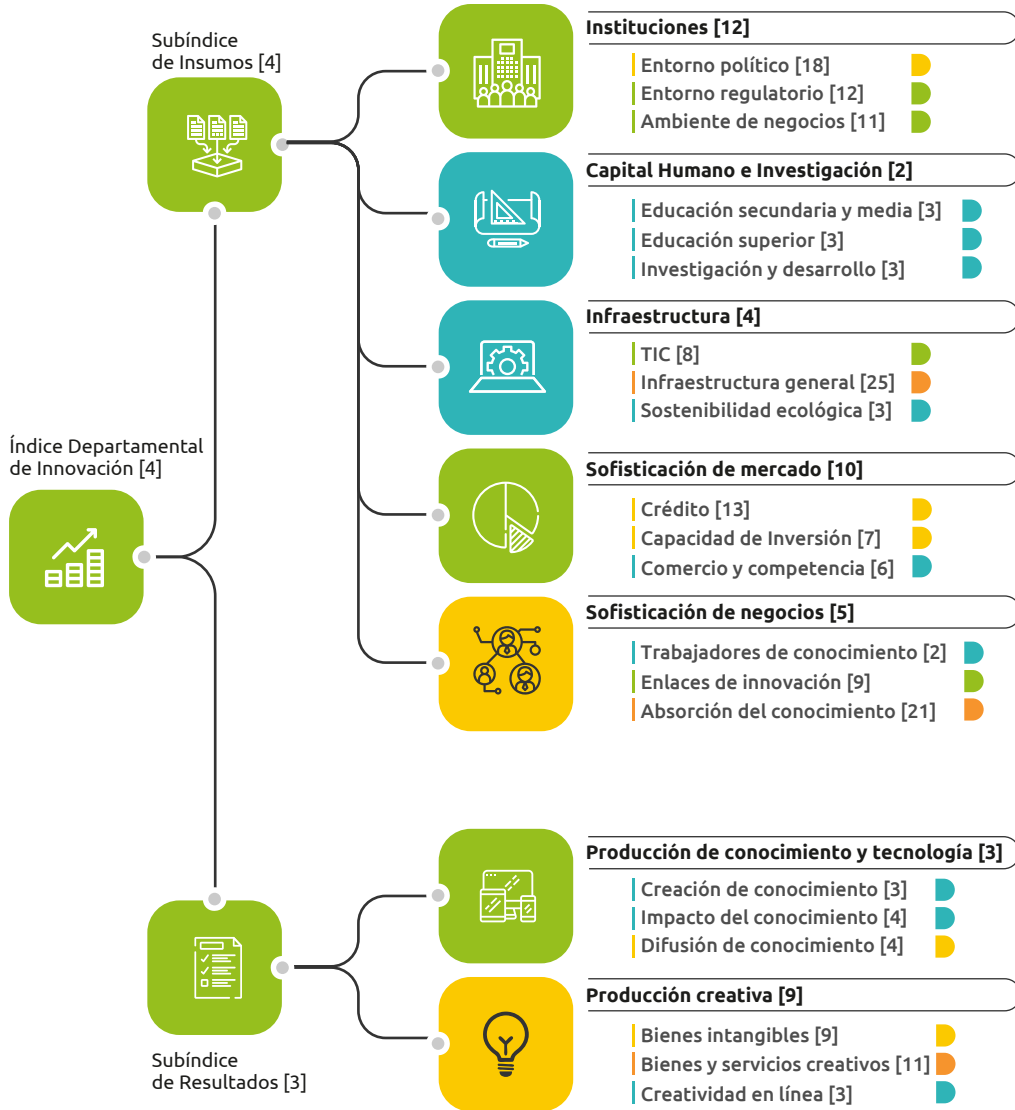 Subíndice
de Insumos [4]
Índice Departamental
de Innovación [4]
Subíndice
de Resultados [3]
Instituciones [12]
Entorno político [18]
Entorno regulatorio [12]
Ambiente de negocios [11]
Capital Humano e Investigación [2]
Educación secundaria y media [3]
Educación superior [3]
Investigación y desarrollo [3]
Infraestructura [4]
TIC [8]
Infraestructura general [25]
Sostenibilidad ecológica [3]
Sofisticación de mercado [10]
Crédito [13]
Capacidad de Inversión [7]
Comercio y competencia [6]
Sofisticación de negocios [5]
Trabajadores de conocimiento [2]
Enlaces de innovación [9]
Absorción del conocimiento [21]
Producción de conocimiento y tecnología [3]
Creación de conocimiento [3]
Impacto del conocimiento [4]
Difusión de conocimiento [4]
Producción creativa [9]
Bienes intangibles [9]
Bienes y servicios creativos [11]
Creatividad en línea [3]